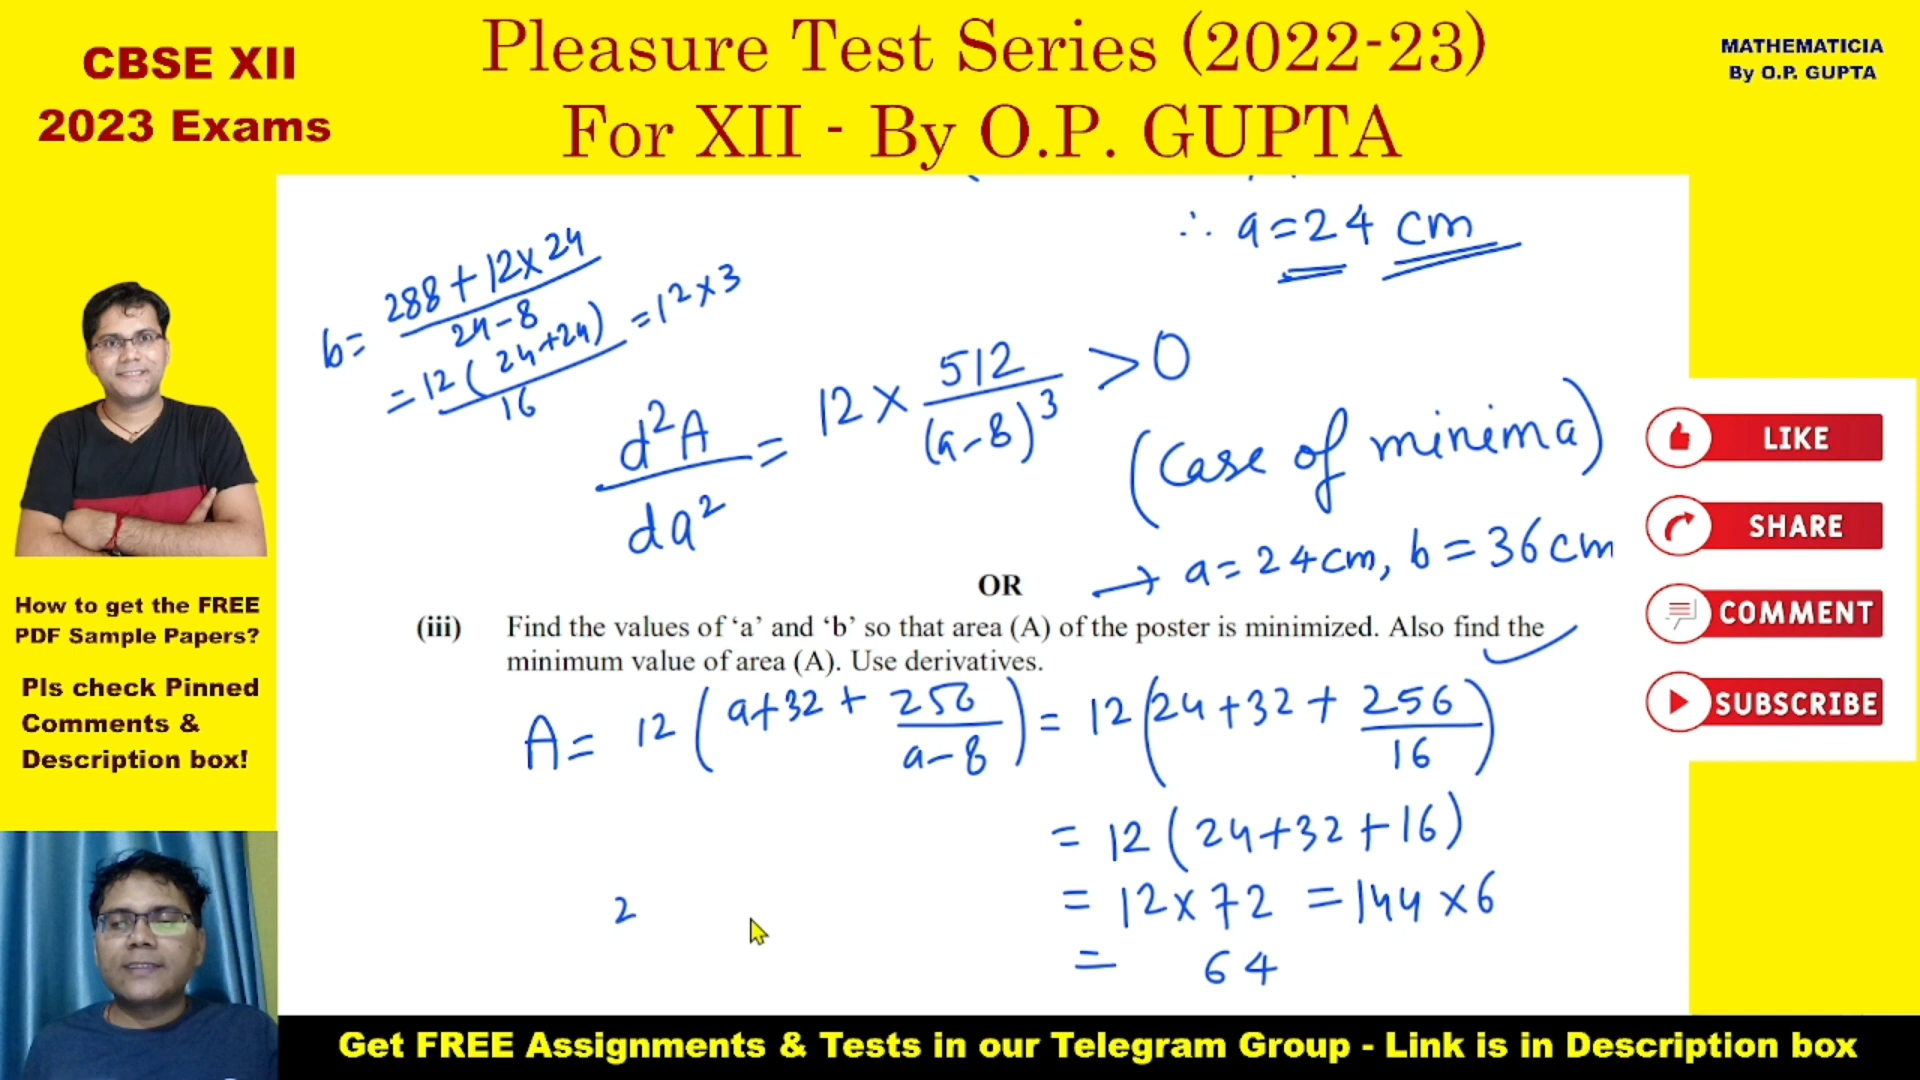 CBSE XII
2023 Exams
Pleasure Test Series (2022-23)
For XII - By O.P. GUPTA
MATHEMATICIA
By O.P. GUPTA
∴ a = 24 cm
b = (288 + 12×24)/(24-8)
= 12(24+24)/16 = 12×3
d²A/da² = 12 × 512/(a-8)³ > 0
(Case of minima)
→ a = 24cm, b = 36cm
OR
(iii) Find the values of ‘a’ and ‘b’ so that area (A) of the poster is minimized. Also find the
minimum value of area (A). Use derivatives.
A = 12(a+32 + 256/(a-8)) = 12(24+32+ 256/16)
= 12(24+32+16)
= 12×72 = 144×6
= 64
2
How to get the FREE
PDF Sample Papers?
Pls check Pinned
Comments &
Description box!
LIKE
SHARE
COMMENT
SUBSCRIBE
Get FREE Assignments & Tests in our Telegram Group - Link is in Description box